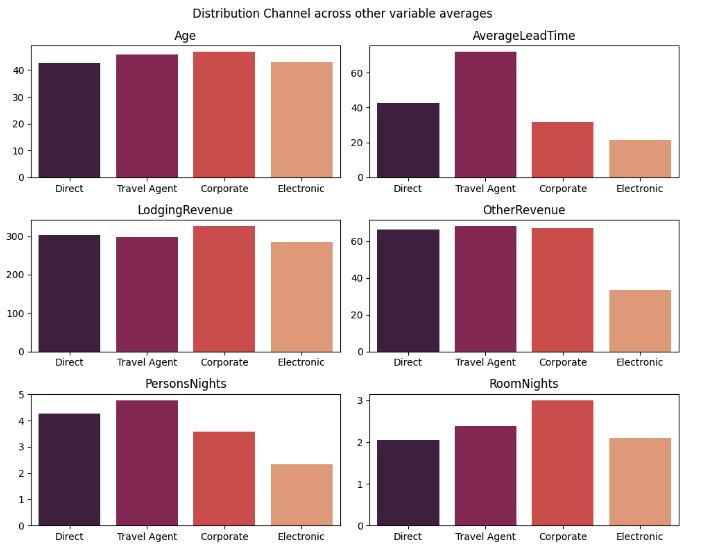 Distribution Channel across other variable averages
Age
40
30
20
10
0
Direct Travel Agent Corporate Electronic
AverageLeadTime
60
40
20
0
Direct Travel Agent Corporate Electronic
LodgingRevenue
300
200
100
0
Direct Travel Agent Corporate Electronic
OtherRevenue
60
40
20
0
Direct Travel Agent Corporate Electronic
PersonsNights
5
4
3
2
1
0
Direct Travel Agent Corporate Electronic
RoomNights
3
2
1
0
Direct Travel Agent Corporate Electronic